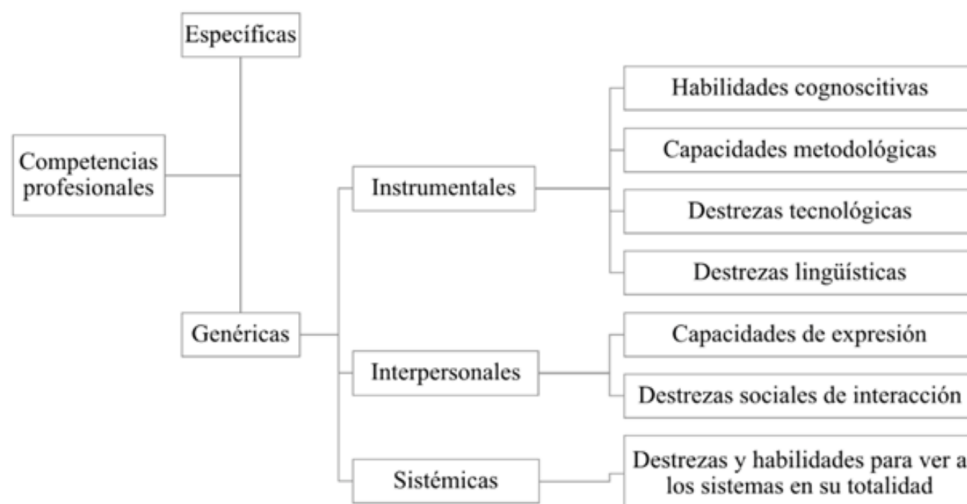 Específicas
Competencias
profesionales
Genéricas
Instrumentales
Habilidades cognoscitivas
Capacidades metodológicas
Destrezas tecnológicas
Destrezas lingüísticas
Interpersonales
Capacidades de expresión
Destrezas sociales de interacción
Sistémicas
Destrezas y habilidades para ver a
los sistemas en su totalidad